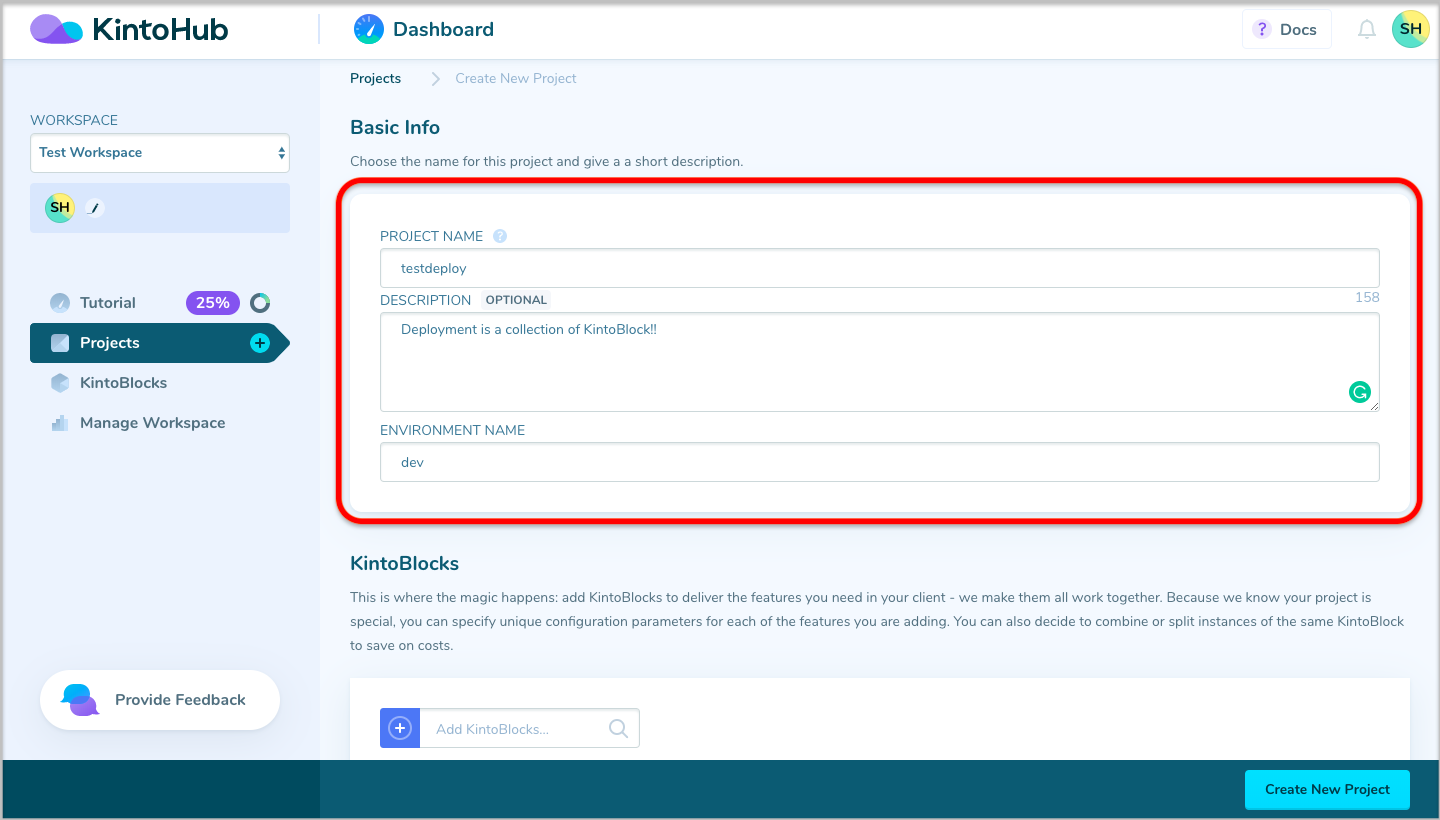 KintoHub
Dashboard
? Docs
SH
Projects
Create New Project
WORKSPACE
Test Workspace
SH
Tutorial 25%
Projects
KintoBlocks
Manage Workspace
Provide Feedback
Basic Info
Choose the name for this project and give a a short description.
PROJECT NAME ?
testdeploy
DESCRIPTION OPTIONAL
158
Deployment is a collection of KintoBlock!!
ENVIRONMENT NAME
dev
KintoBlocks
This is where the magic happens: add KintoBlocks to deliver the features you need in your client - we make them all work together. Because we know your project is
special, you can specify unique configuration parameters for each of the features you are adding. You can also decide to combine or split instances of the same KintoBlock
to save on costs.
Add KintoBlocks...
Create New Project